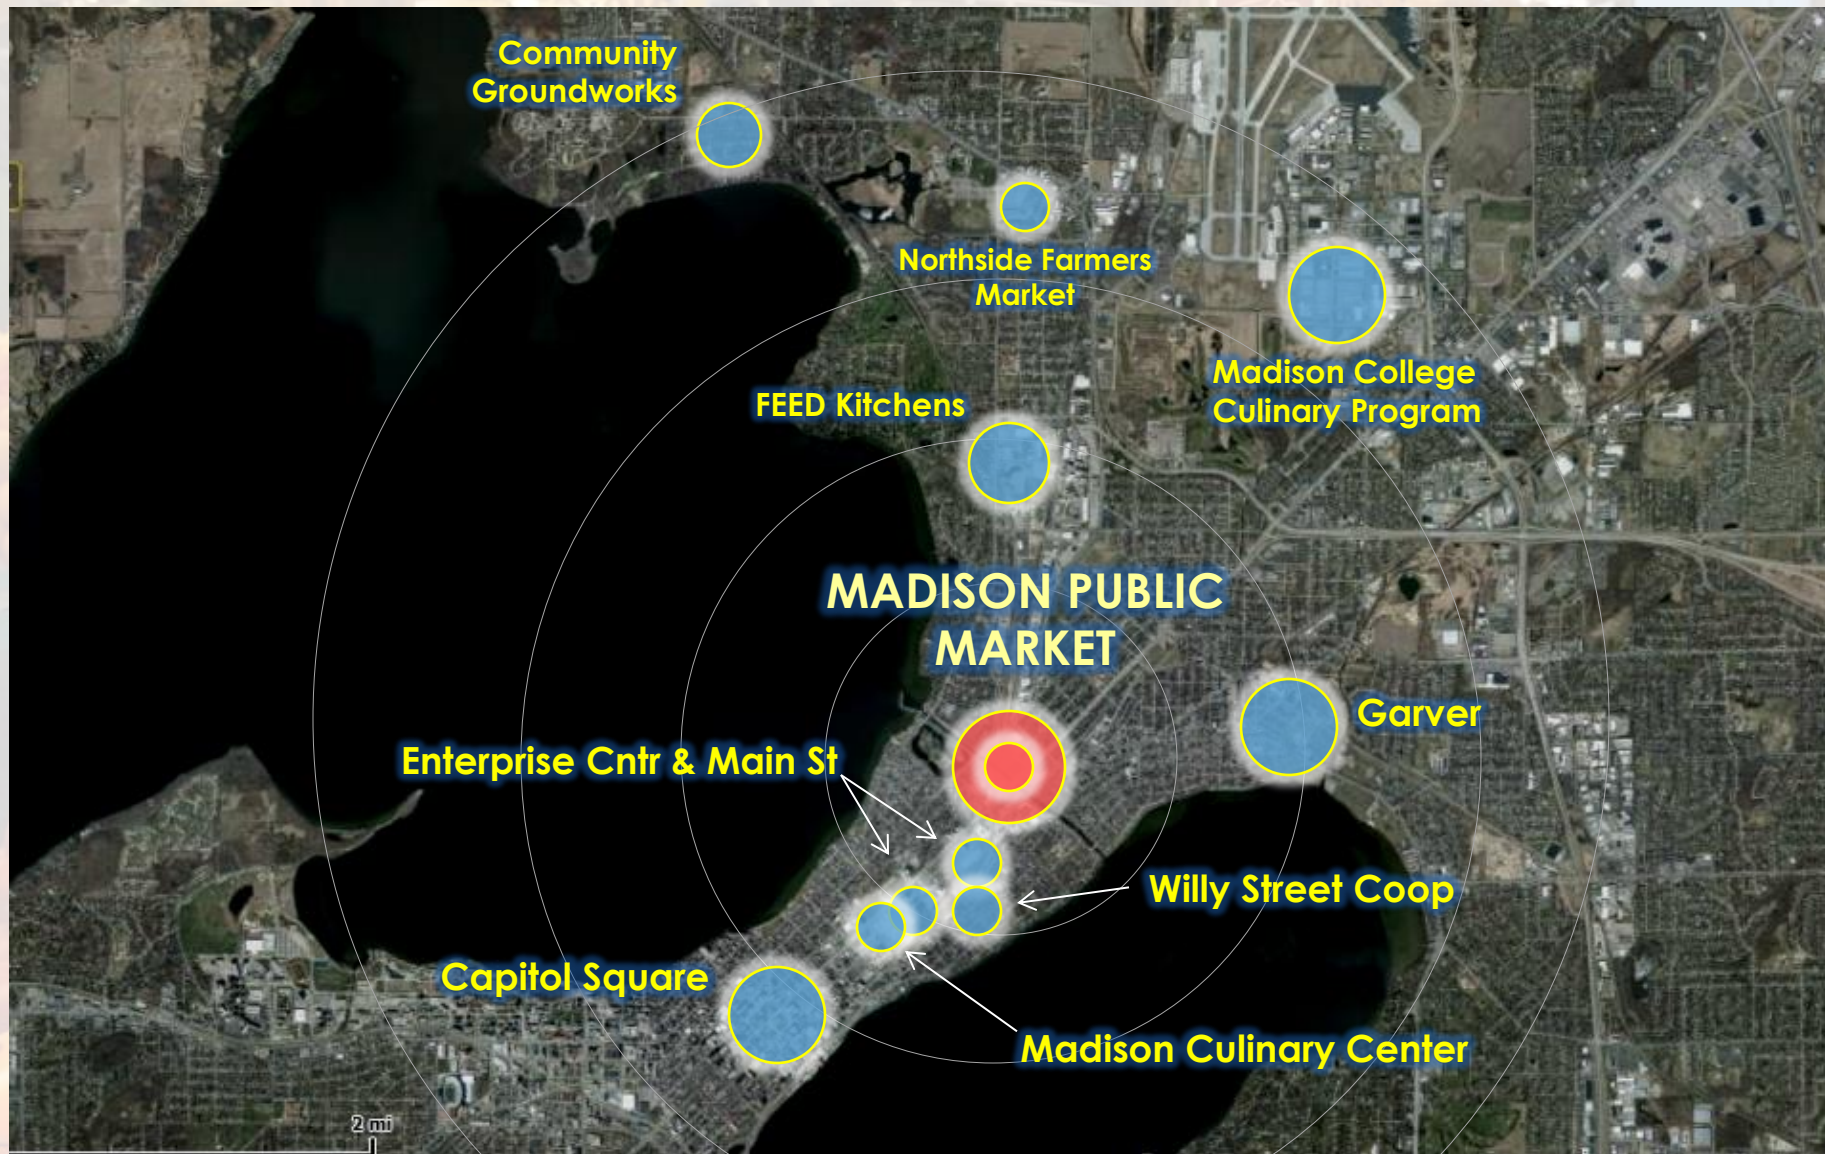 Community
Groundworks
Northside Farmers
Market
Madison College
Culinary Program
FEED Kitchens
MADISON PUBLIC
MARKET
Garver
Enterprise Cntr & Main St
Willy Street Coop
Capitol Square
Madison Culinary Center
2 mi